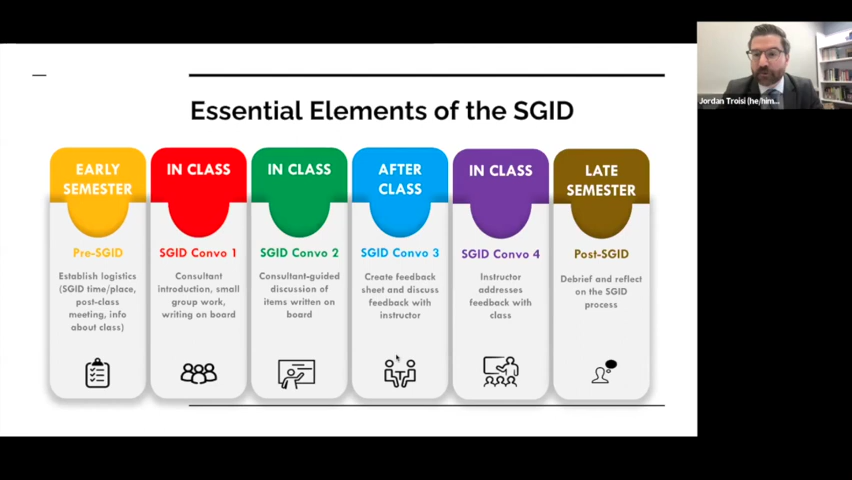 Essential Elements of the SGID
EARLY
SEMESTER
Pre-SGID
Establish logistics
(SGID time/place,
post-class
meeting, info
about class)
IN CLASS
SGID Convo 1
Consultant
introduction, small
group work,
writing on board
IN CLASS
SGID Convo 2
Consultant-guided
discussion of
items written on
board
AFTER
CLASS
SGID Convo 3
Create feedback
sheet and discuss
feedback with
instructor
IN CLASS
SGID Convo 4
Instructor
addresses
feedback with
class
LATE
SEMESTER
Post-SGID
Debrief and reflect
on the SGID
process
Jordan Troisi (he/him...